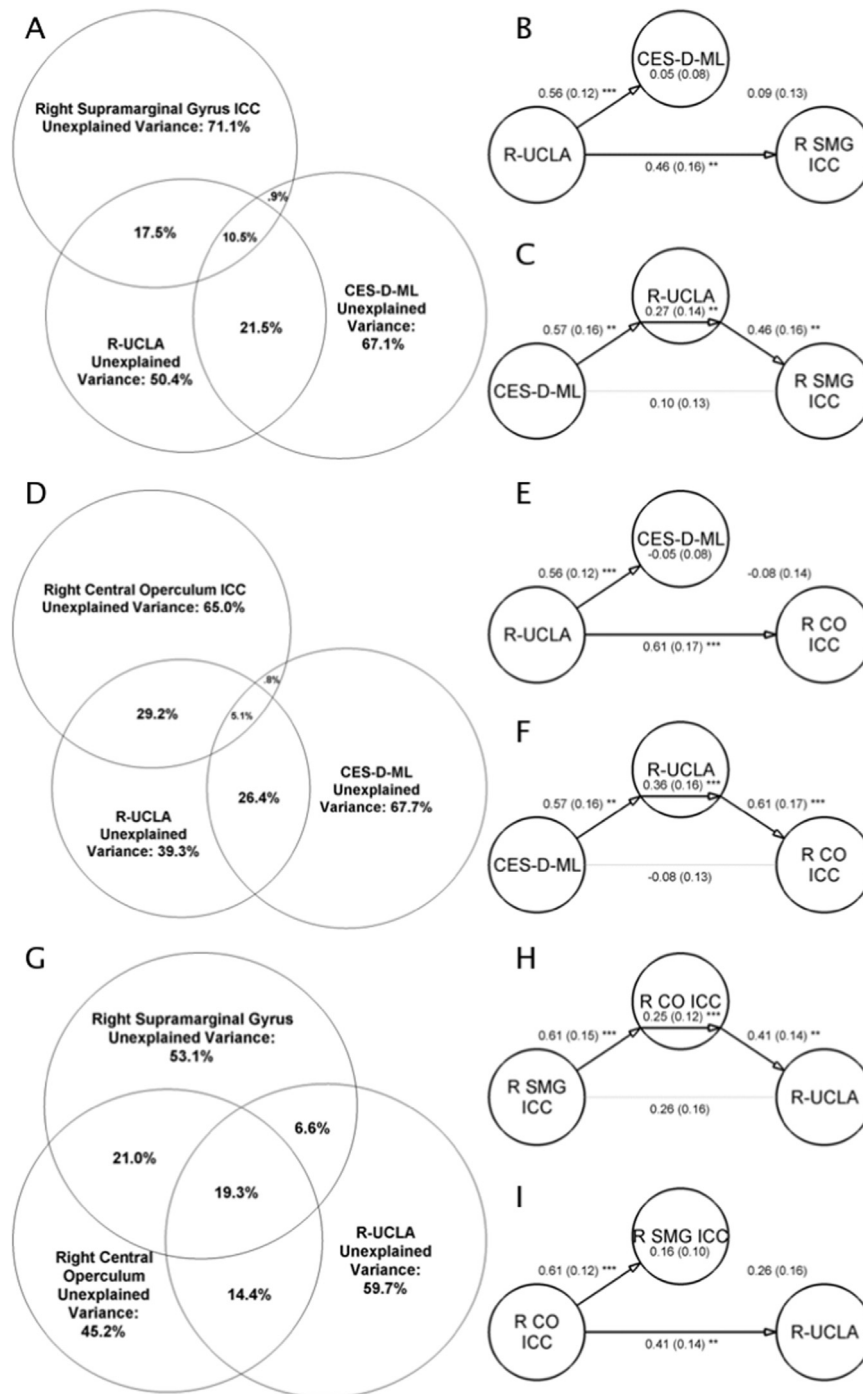 A
Right Supramarginal Gyrus ICC
Unexplained Variance: 71.1%
.9%
17.5%
10.5%
CES-D-ML
Unexplained
Variance:
67.1%
21.5%
R-UCLA
Unexplained
Variance: 50.4%
B
CES-D-ML
0.05 (0.08)
0.56 (0.12) ***
0.09 (0.13)
R-UCLA
R SMG
ICC
0.46 (0.16) **
C
R-UCLA
0.27 (0.14) **
0.57 (0.16) **
0.46 (0.16) **
CES-D-ML
R SMG
ICC
0.10 (0.13)
D
Right Central Operculum ICC
Unexplained Variance: 65.0%
.8%
29.2%
5.1%
CES-D-ML
Unexplained
Variance: 67.7%
26.4%
R-UCLA
Unexplained
Variance: 39.3%
E
CES-D-ML
-0.05 (0.08)
0.56 (0.12) ***
-0.08 (0.14)
R-UCLA
R CO
ICC
0.61 (0.17) ***
F
R-UCLA
0.36 (0.16) ***
0.57 (0.16) **
0.61 (0.17) ***
CES-D-ML
R CO
ICC
-0.08 (0.13)
G
Right Supramarginal Gyrus
Unexplained Variance:
53.1%
6.6%
21.0%
19.3%
R-UCLA
Unexplained
Variance:
59.7%
Right Central
Operculum
Unexplained
Variance:
45.2%
14.4%
H
R CO ICC
0.25 (0.12) ***
0.61 (0.15) ***
0.41 (0.14) **
R SMG
ICC
R-UCLA
0.26 (0.16)
I
R SMG ICC
0.16 (0.10)
0.61 (0.12) ***
0.26 (0.16)
R CO
ICC
R-UCLA
0.41 (0.14) **